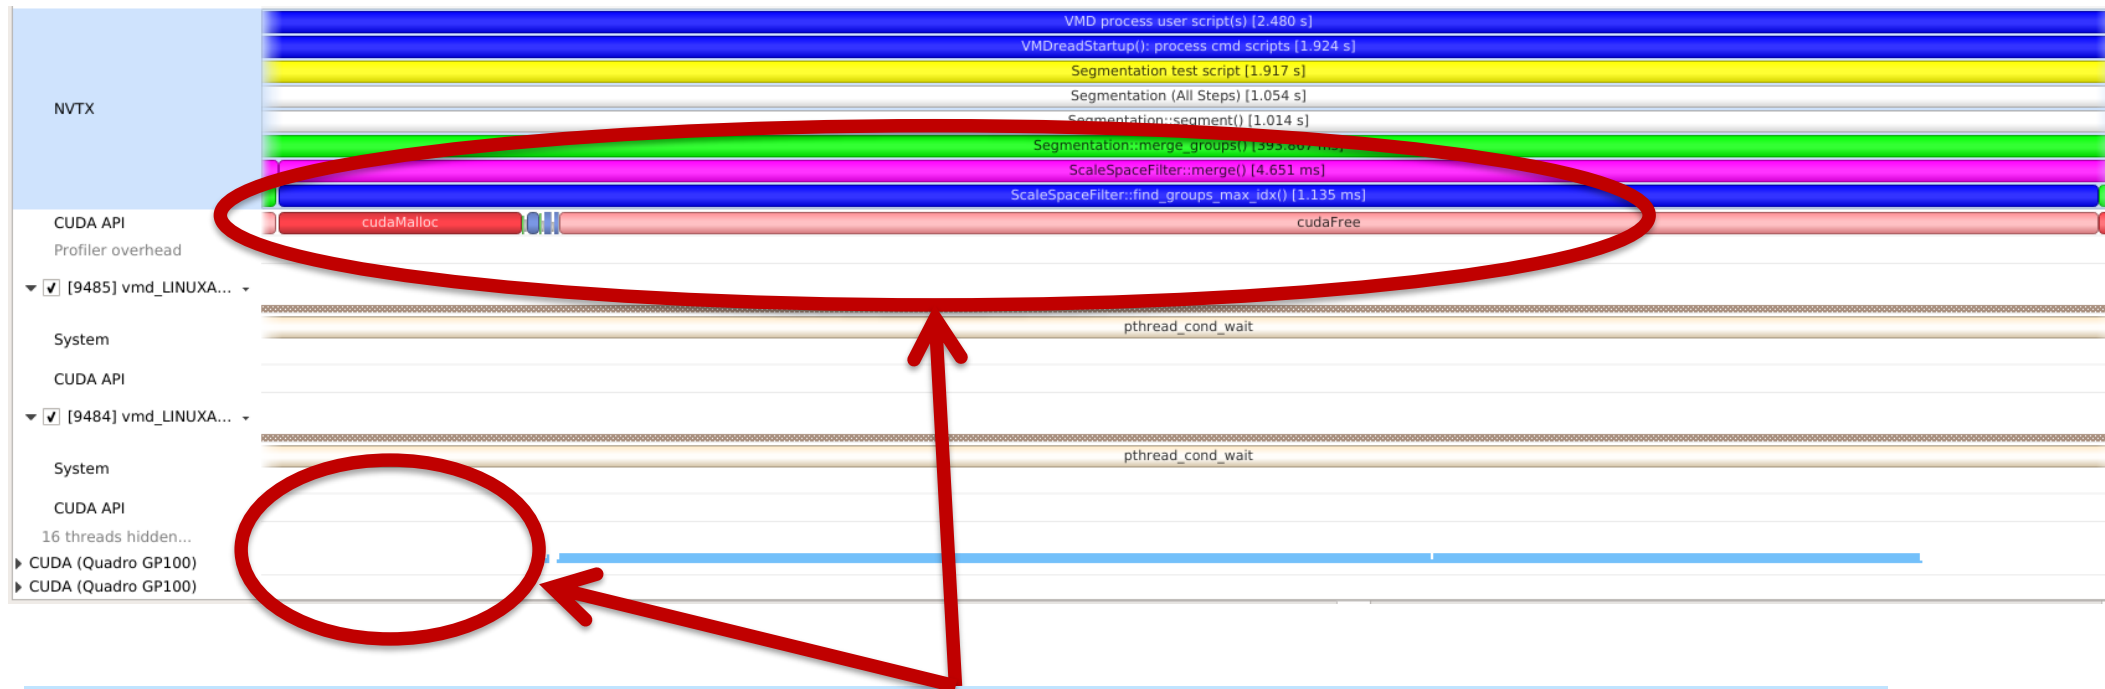 VMD process user script(s) [2.480 s]
VMDreadStartup(): process cmd scripts [1.924 s]
Segmentation test script [1.917 s]
Segmentation (All Steps) [1.054 s]
NVTX
Segmentation::segment() [1.014 s]
Segmentation::merge_groups() [393.867 ms]
ScaleSpaceFilter::merge() [4.651 ms]
ScaleSpaceFilter::find_groups_max_idx() [1.135 ms]
CUDA API cudaMalloc cudaFree
Profiler overhead
[9485] vmd_LINUXA...
pthread_cond_wait
System
CUDA API
[9484] vmd_LINUXA...
pthread_cond_wait
System
CUDA API
16 threads hidden...
CUDA (Quadro GP100)
CUDA (Quadro GP100)